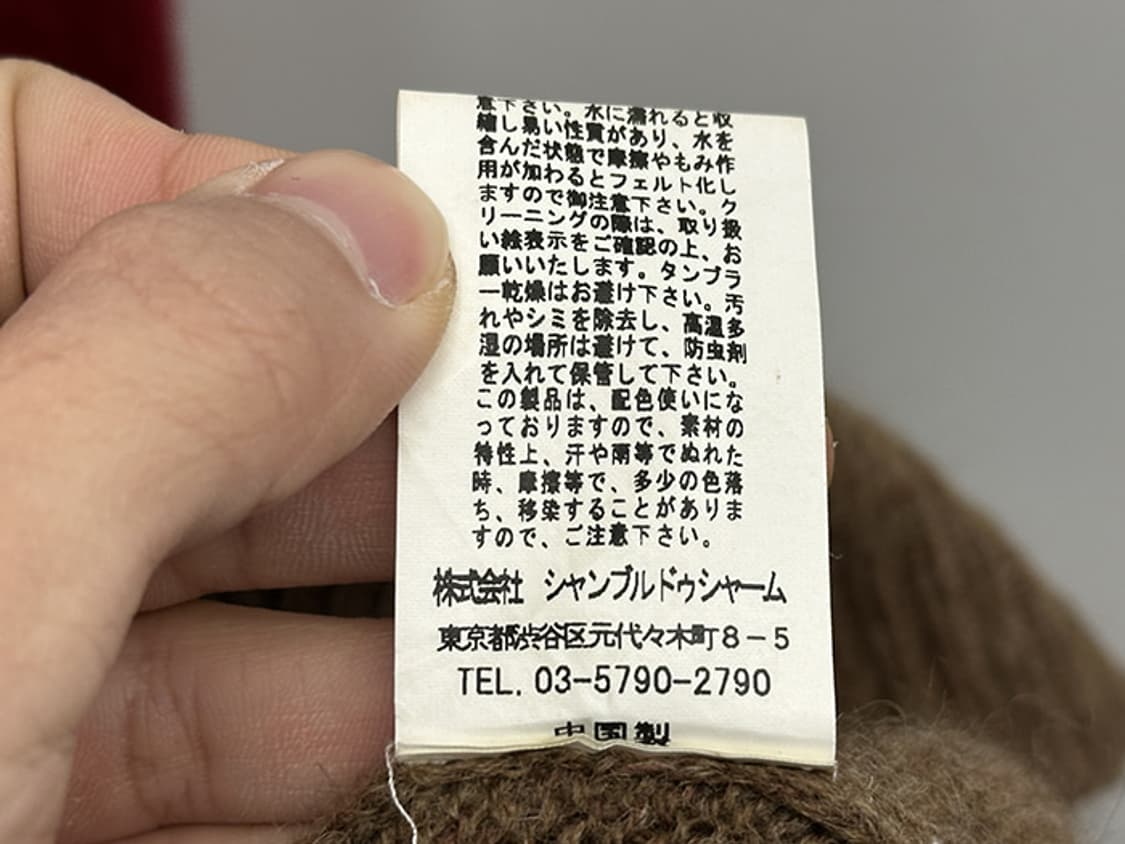 意下さい。水に濡れると収
縮し易い性質があり、水を
含んだ状態で摩擦やもみ作
用が加わるとフェルト化し
ますので御注意下さい。ク
リーニングの際は、取り扱
い絵表示をご確認の上、お
願いいたします。タンブラ
ー乾燥はお避け下さい。汚
れやシミを除去し、高温多
湿の場所は避けて、防虫剤
を入れて保管して下さい。
この製品は、配色使いにな
っておりますので、素材の
特性上、汗や雨等でぬれた
時、摩擦等で、多少の色落
ち、移染することがありま
すので、ご注意下さい。
株式会社 シャンブルドゥシャーム
東京都渋谷区元代々木町8-5
TEL. 03-5790-2790
中国製